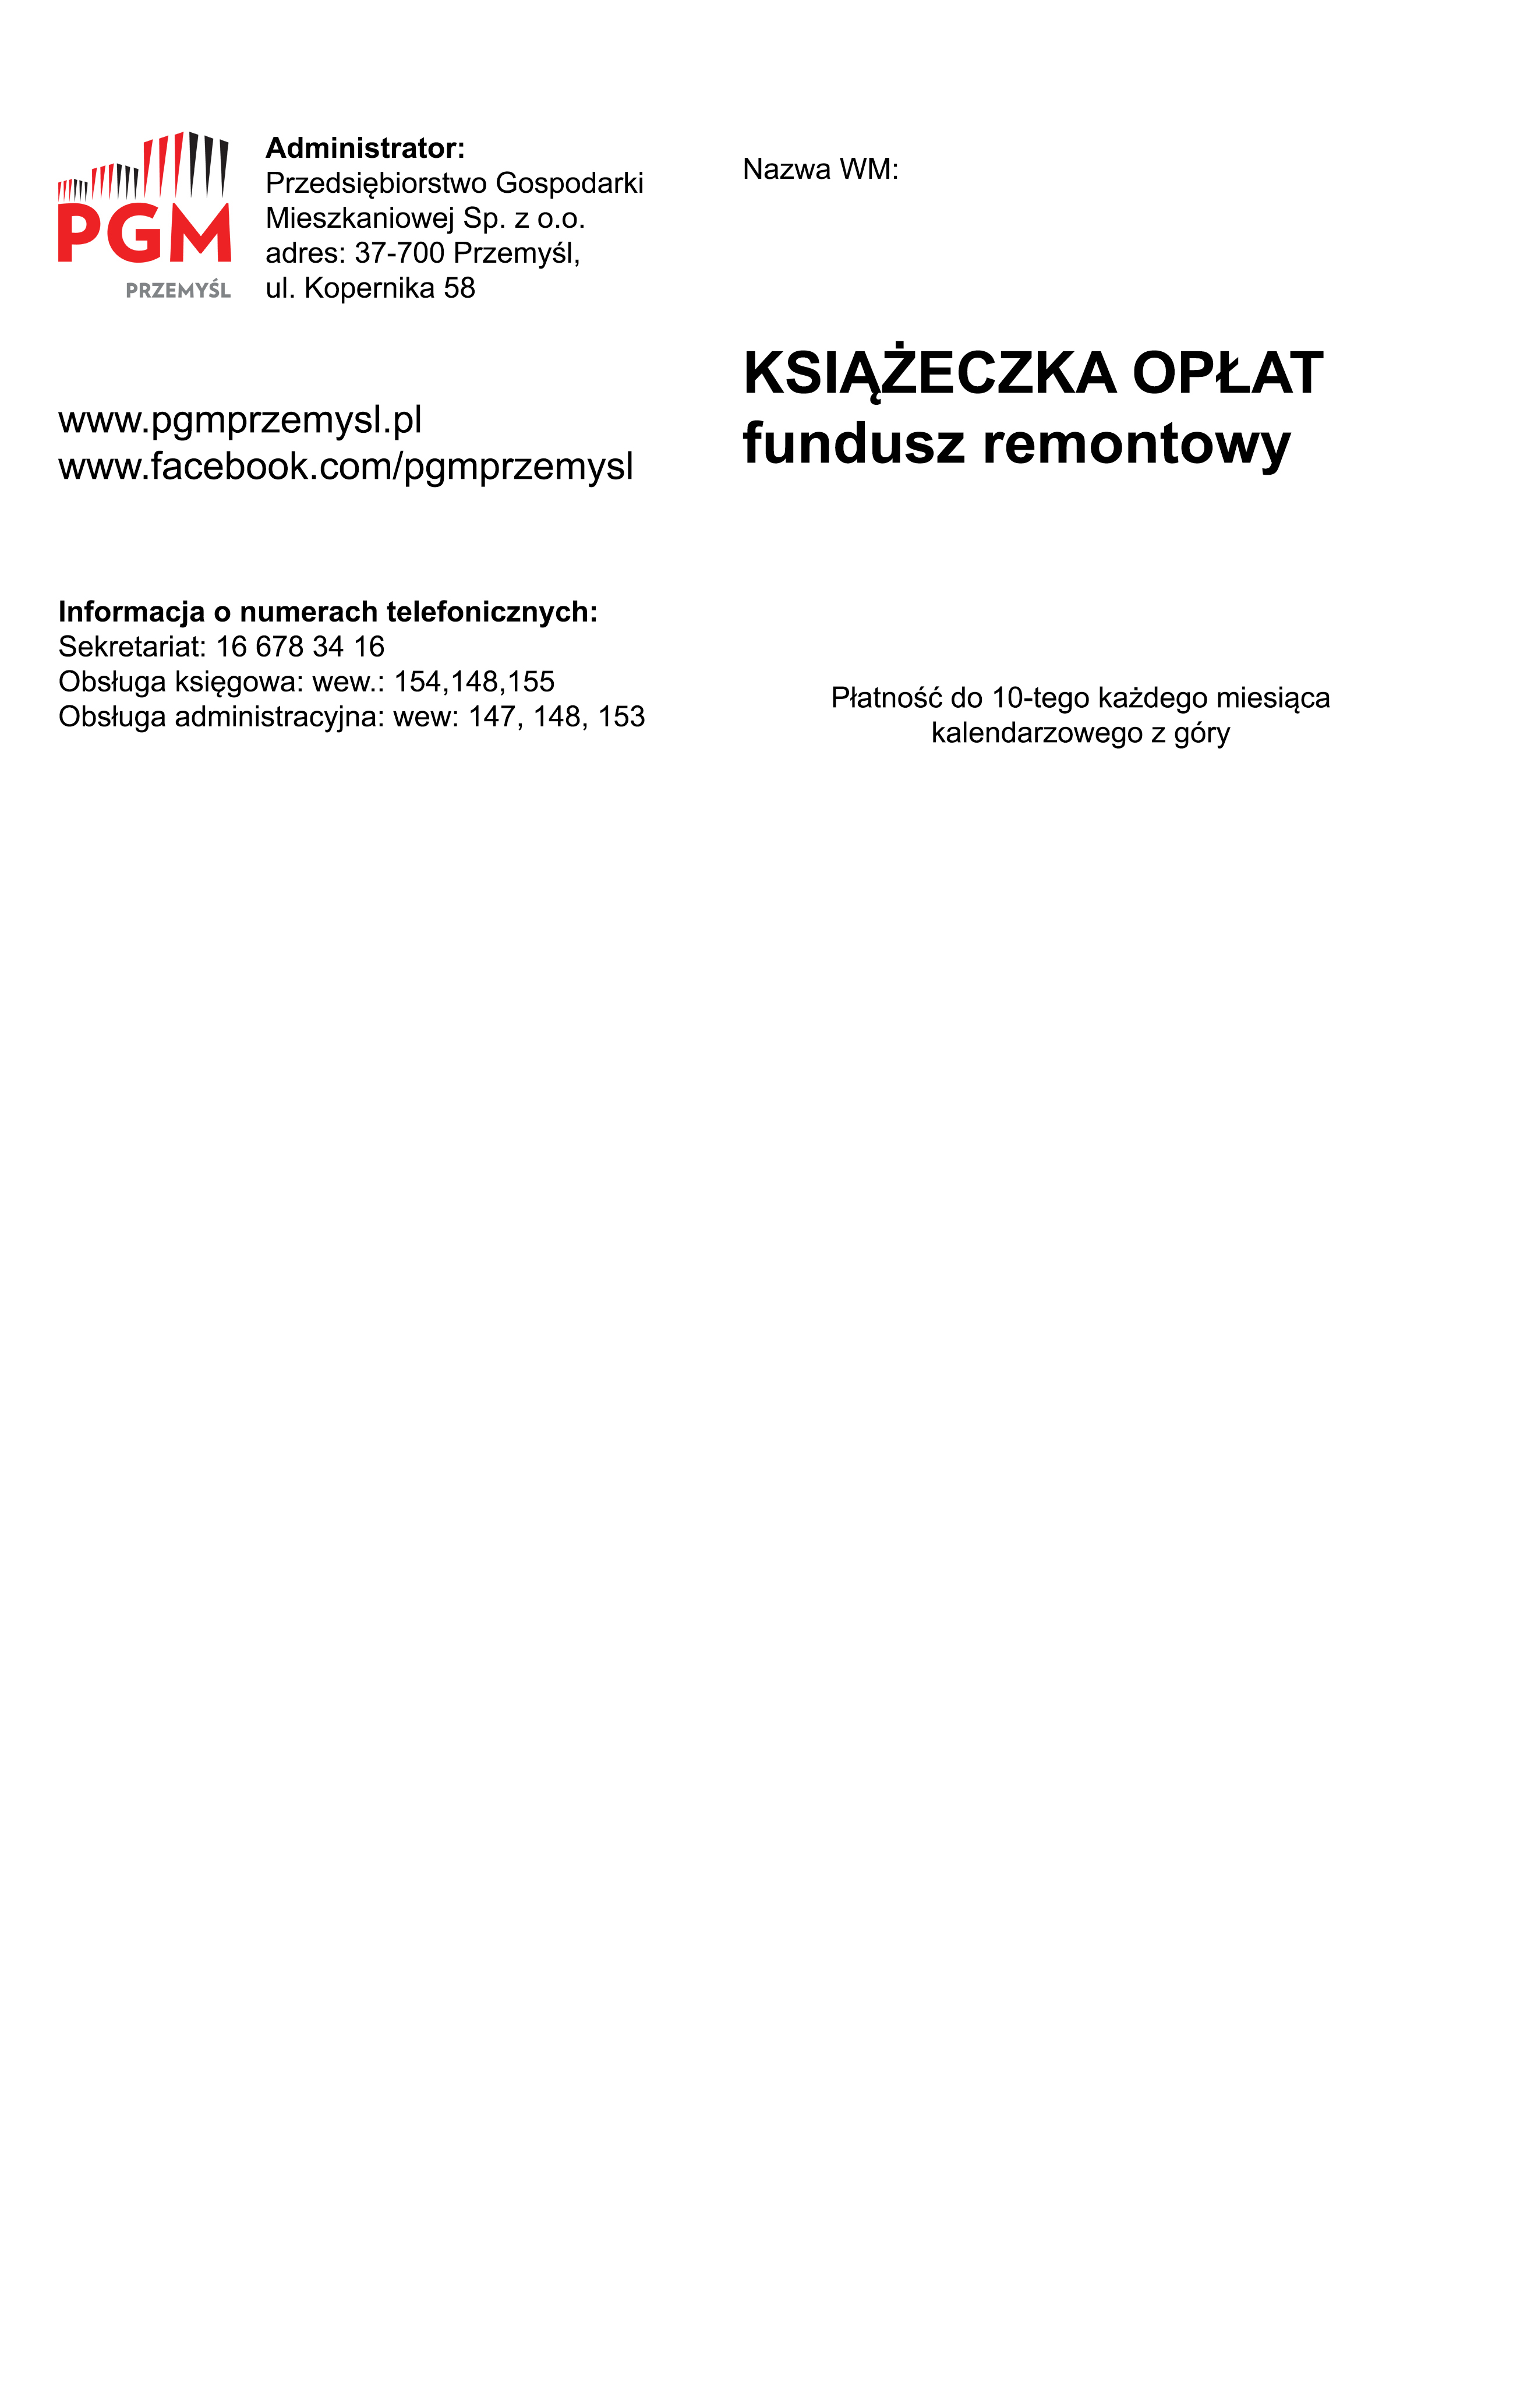 PGM
PRZEMYŚL
Administrator:
Przedsiębiorstwo Gospodarki
Mieszkaniowej Sp. z o.o.
adres: 37-700 Przemyśl,
ul. Kopernika 58
www.pgmprzemysl.pl
www.facebook.com/pgmprzemysl
Informacja o numerach telefonicznych:
Sekretariat: 16 678 34 16
Obsługa księgowa: wew.: 154,148,155
Obsługa administracyjna: wew: 147, 148, 153
Nazwa WM:
KSIĄŻECZKA OPŁAT
fundusz remontowy
Płatność do 10-tego każdego miesiąca
kalendarzowego z góry